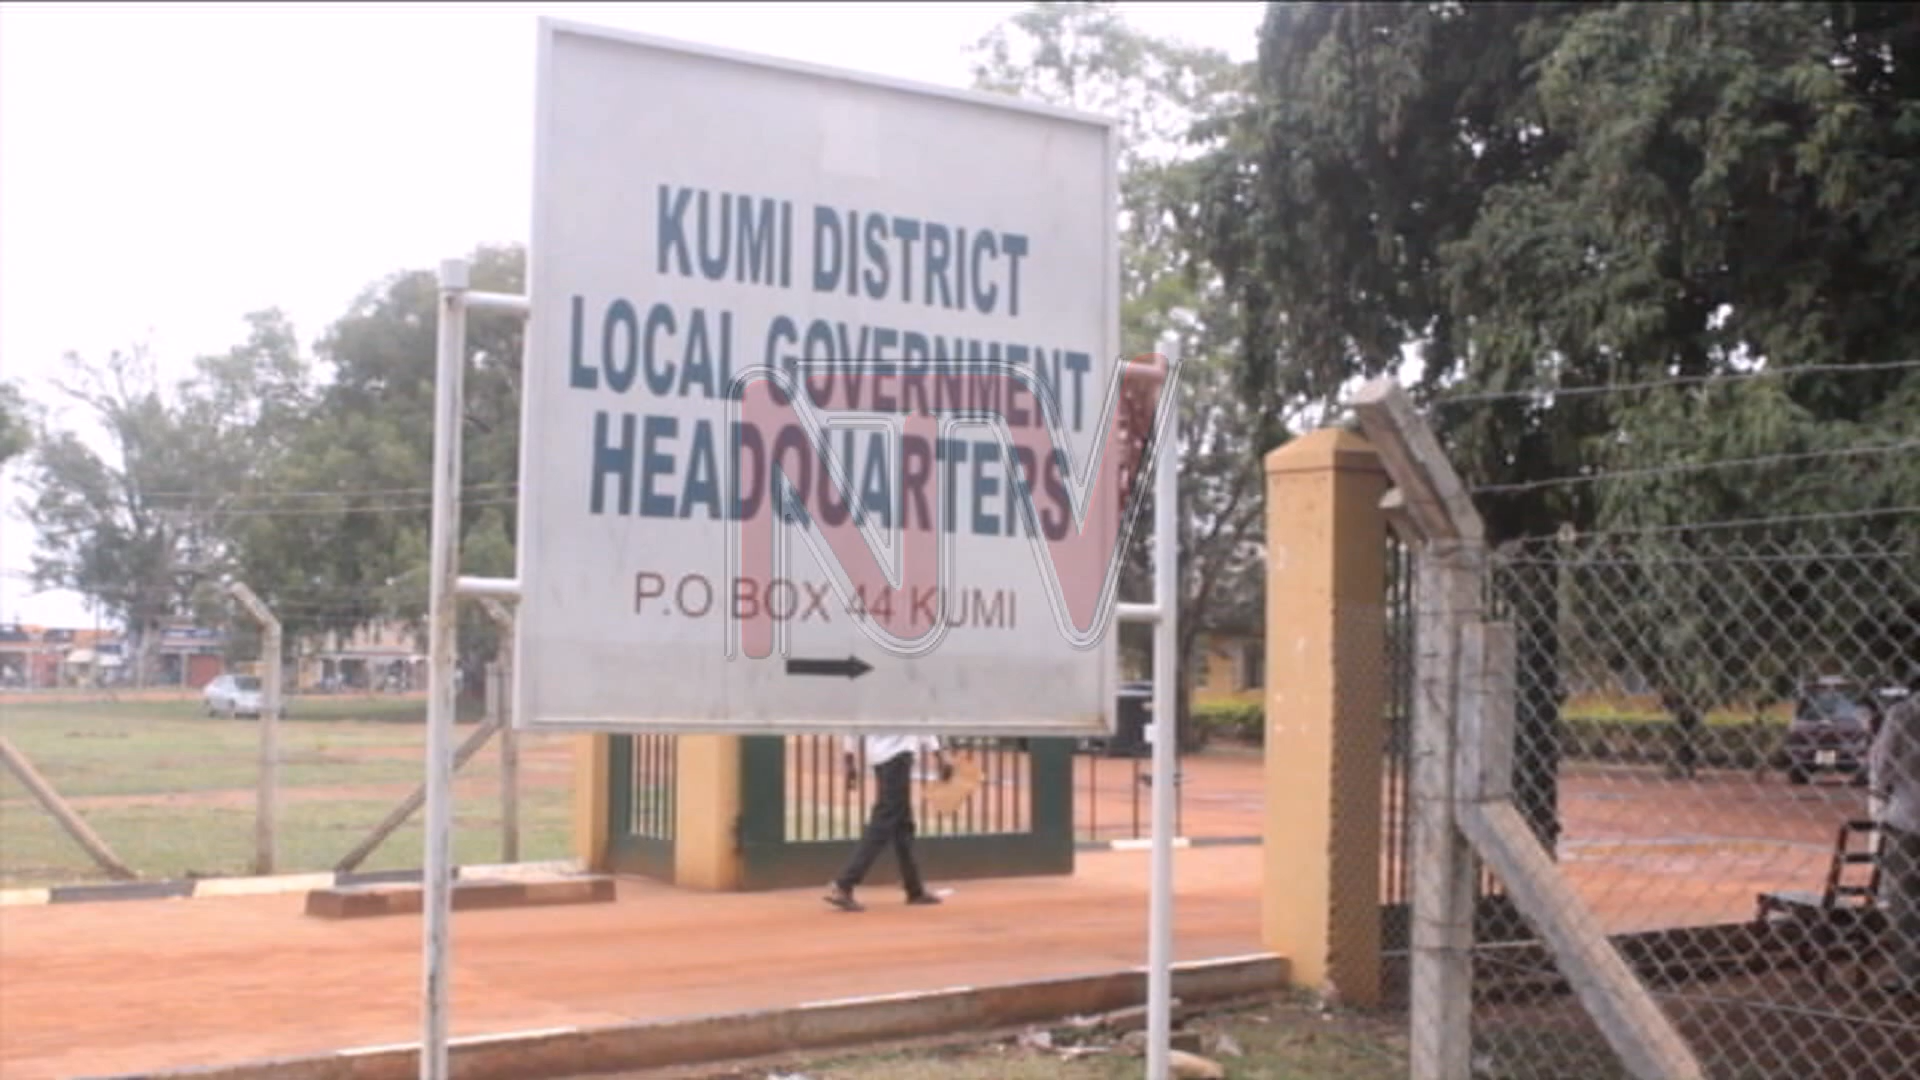 KUMI DISTRICT
LOCAL GOVERNMENT
HEADQUARTERS
P.O BOX 44 KUMI
NTV